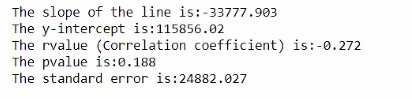 The slope of the line is:-33777.903
The y-intercept is:115856.02
The rvalue (Correlation coefficient) is:-0.272
The pvalue is:0.188
The standard error is:24882.027